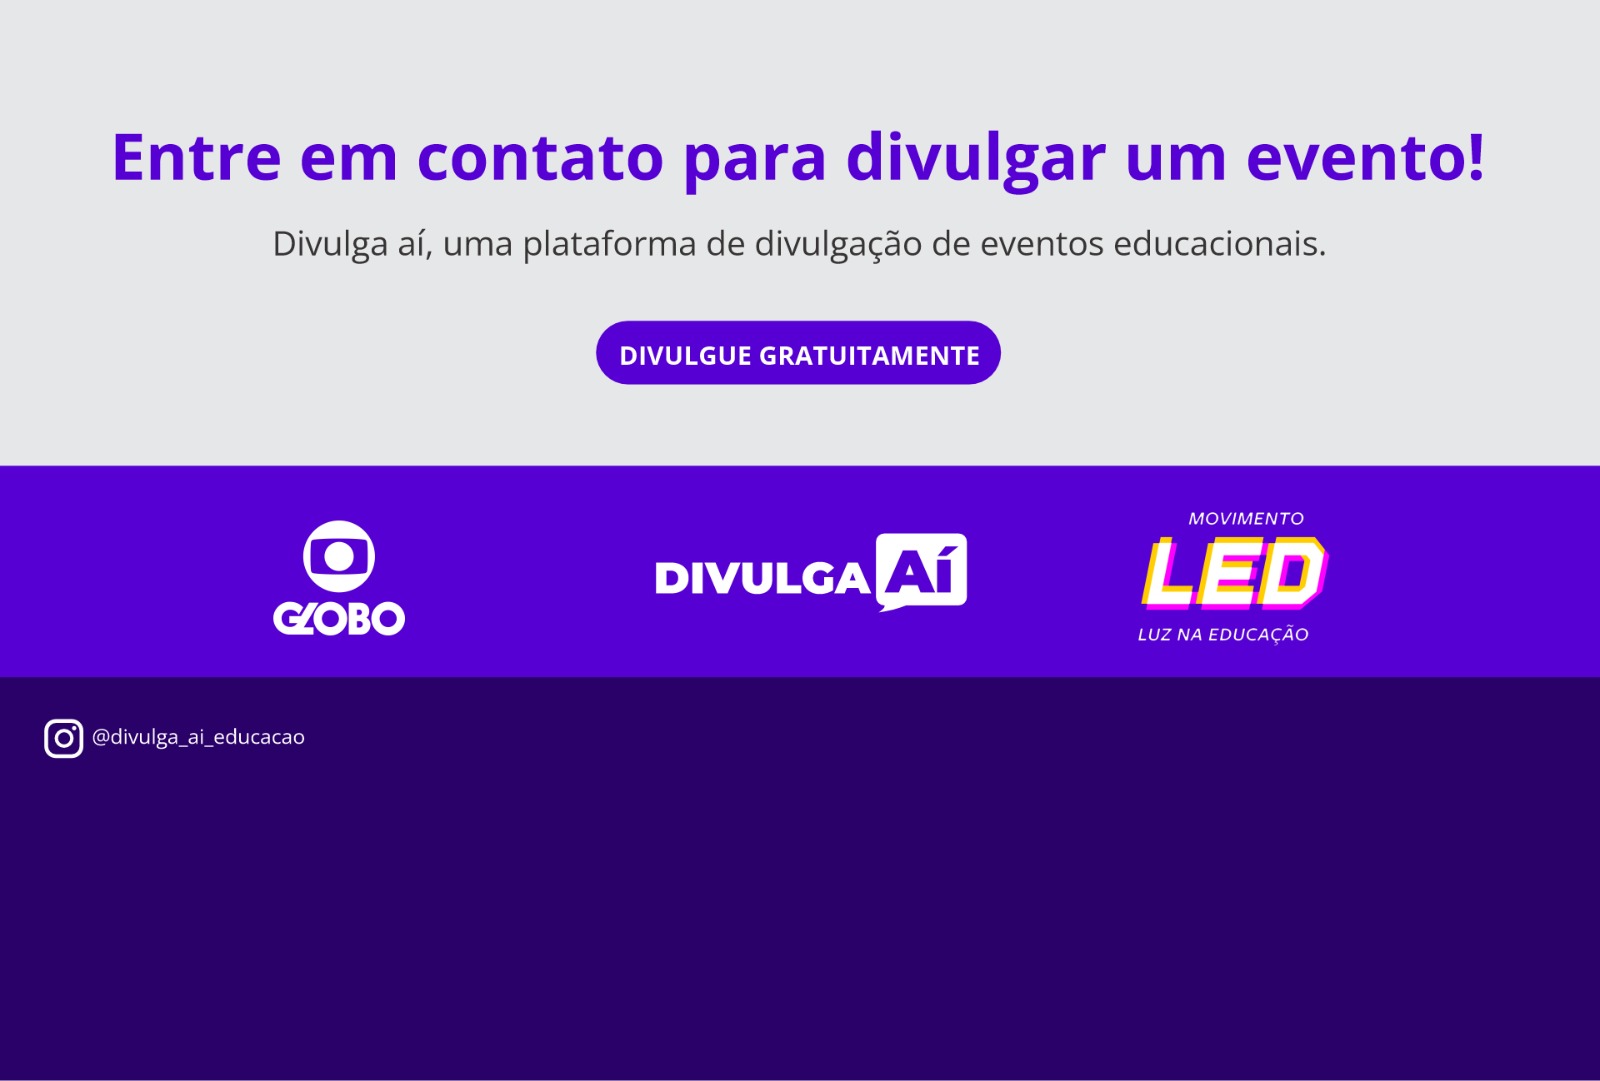 Entre em contato para divulgar um evento!
Divulga aí, uma plataforma de divulgação de eventos educacionais.
DIVULGUE GRATUITAMENTE
GLOBO
DIVULGA Aí
MOVIMENTO
LED
LUZ NA EDUCAÇÃO
@divulga_ai_educacao